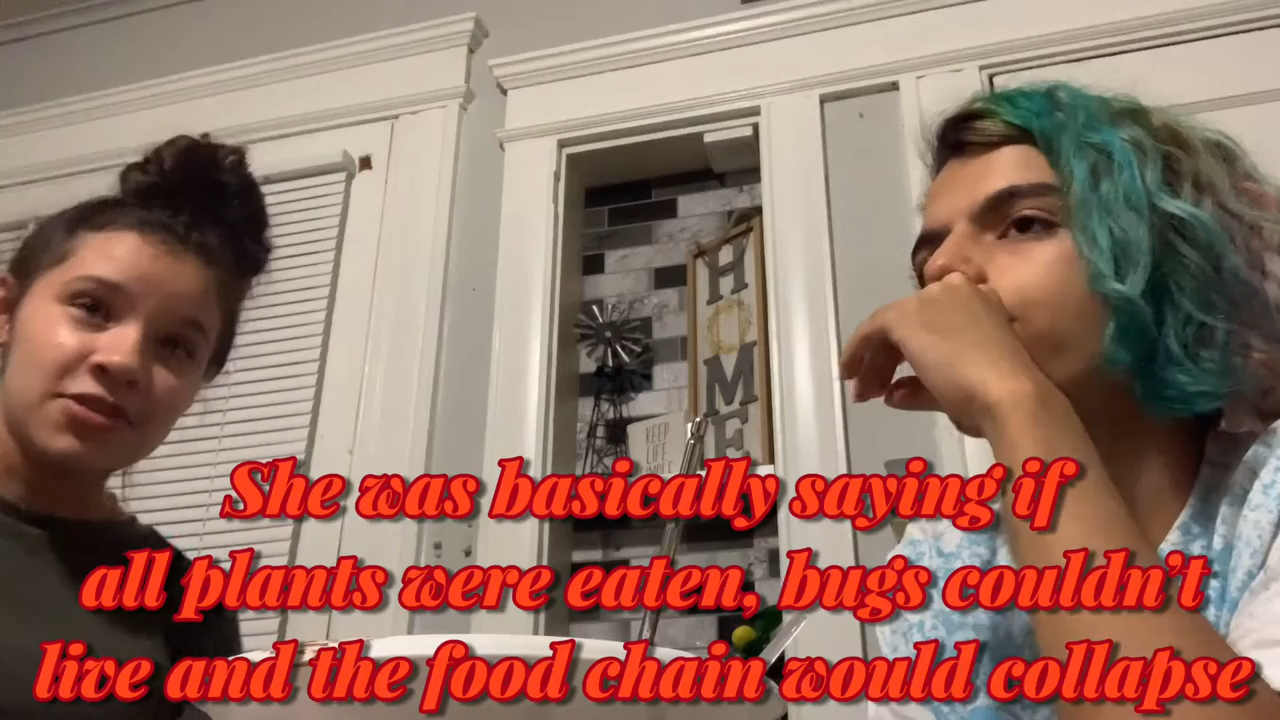 HOME
KEEP
LIFE
She was basically saying if
all plants were eaten, bugs couldn't
live and the food chain would collapse